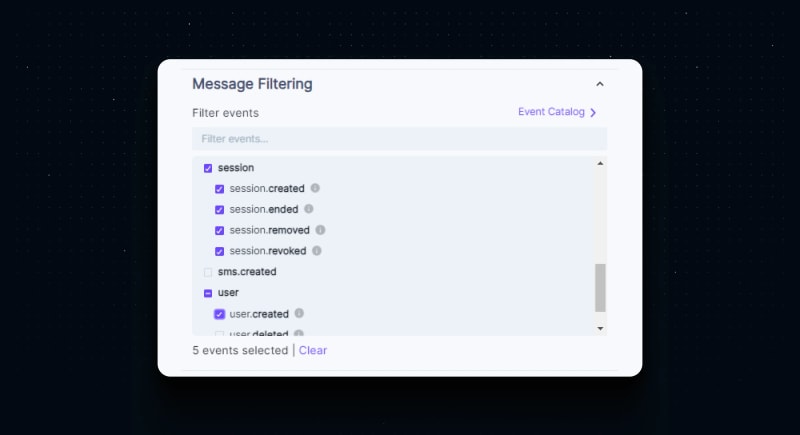 Message Filtering
Filter events
Event Catalog
Filter events...
session
session.created
session.ended
session.removed
session.revoked
sms.created
user
user.created
user.deleted
5 events selected | Clear